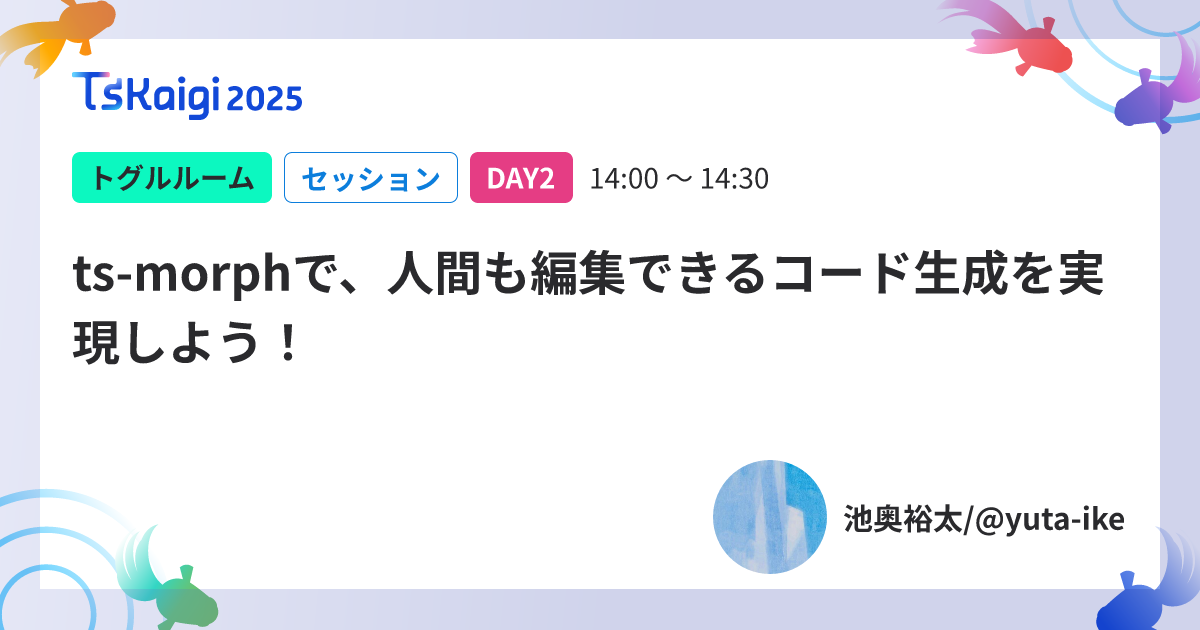 TSKaigi 2025
トグルルーム セッション DAY2 14:00 〜 14:30
ts-morphで、人間も編集できるコード生成を実
現しよう！
池奥裕太/@yuta-ike